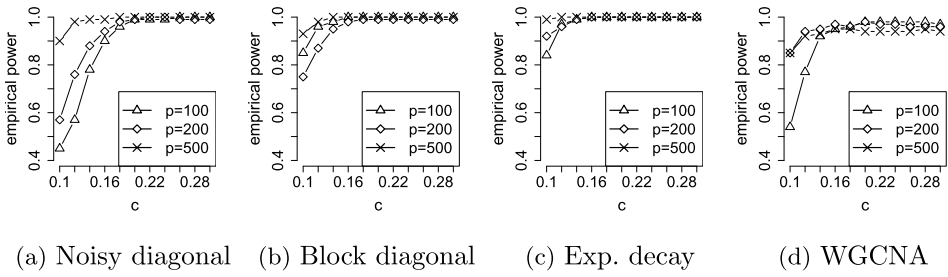 empirical power
0.4 0.6 0.8 1.0
p=100
p=200
p=500
0.1 0.16 0.22 0.28
c
(a) Noisy diagonal
empirical power
0.4 0.6 0.8 1.0
p=100
p=200
p=500
0.1 0.16 0.22 0.28
c
(b) Block diagonal
empirical power
0.4 0.6 0.8 1.0
p=100
p=200
p=500
0.1 0.16 0.22 0.28
c
(c) Exp. decay
empirical power
0.4 0.6 0.8 1.0
p=100
p=200
p=500
0.1 0.16 0.22 0.28
c
(d) WGCNA